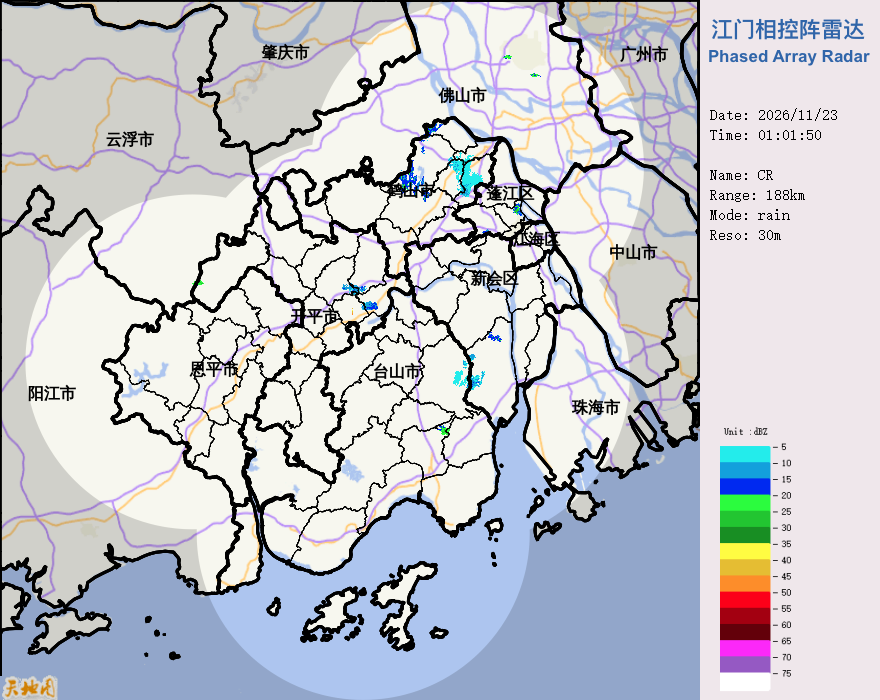 江门相控阵雷达
Phased Array Radar
Date: 2026/11/23
Time: 01:01:50
Name: CR
Range: 188km
Mode: rain
Reso: 30m
肇庆市
广州市
佛山市
云浮市
鹤山市
蓬江区
江海区
中山市
新会区
开平市
恩平市
台山市
阳江市
珠海市
Unit :dBZ
5
10
15
20
25
30
35
40
45
50
55
60
65
70
75
天地图